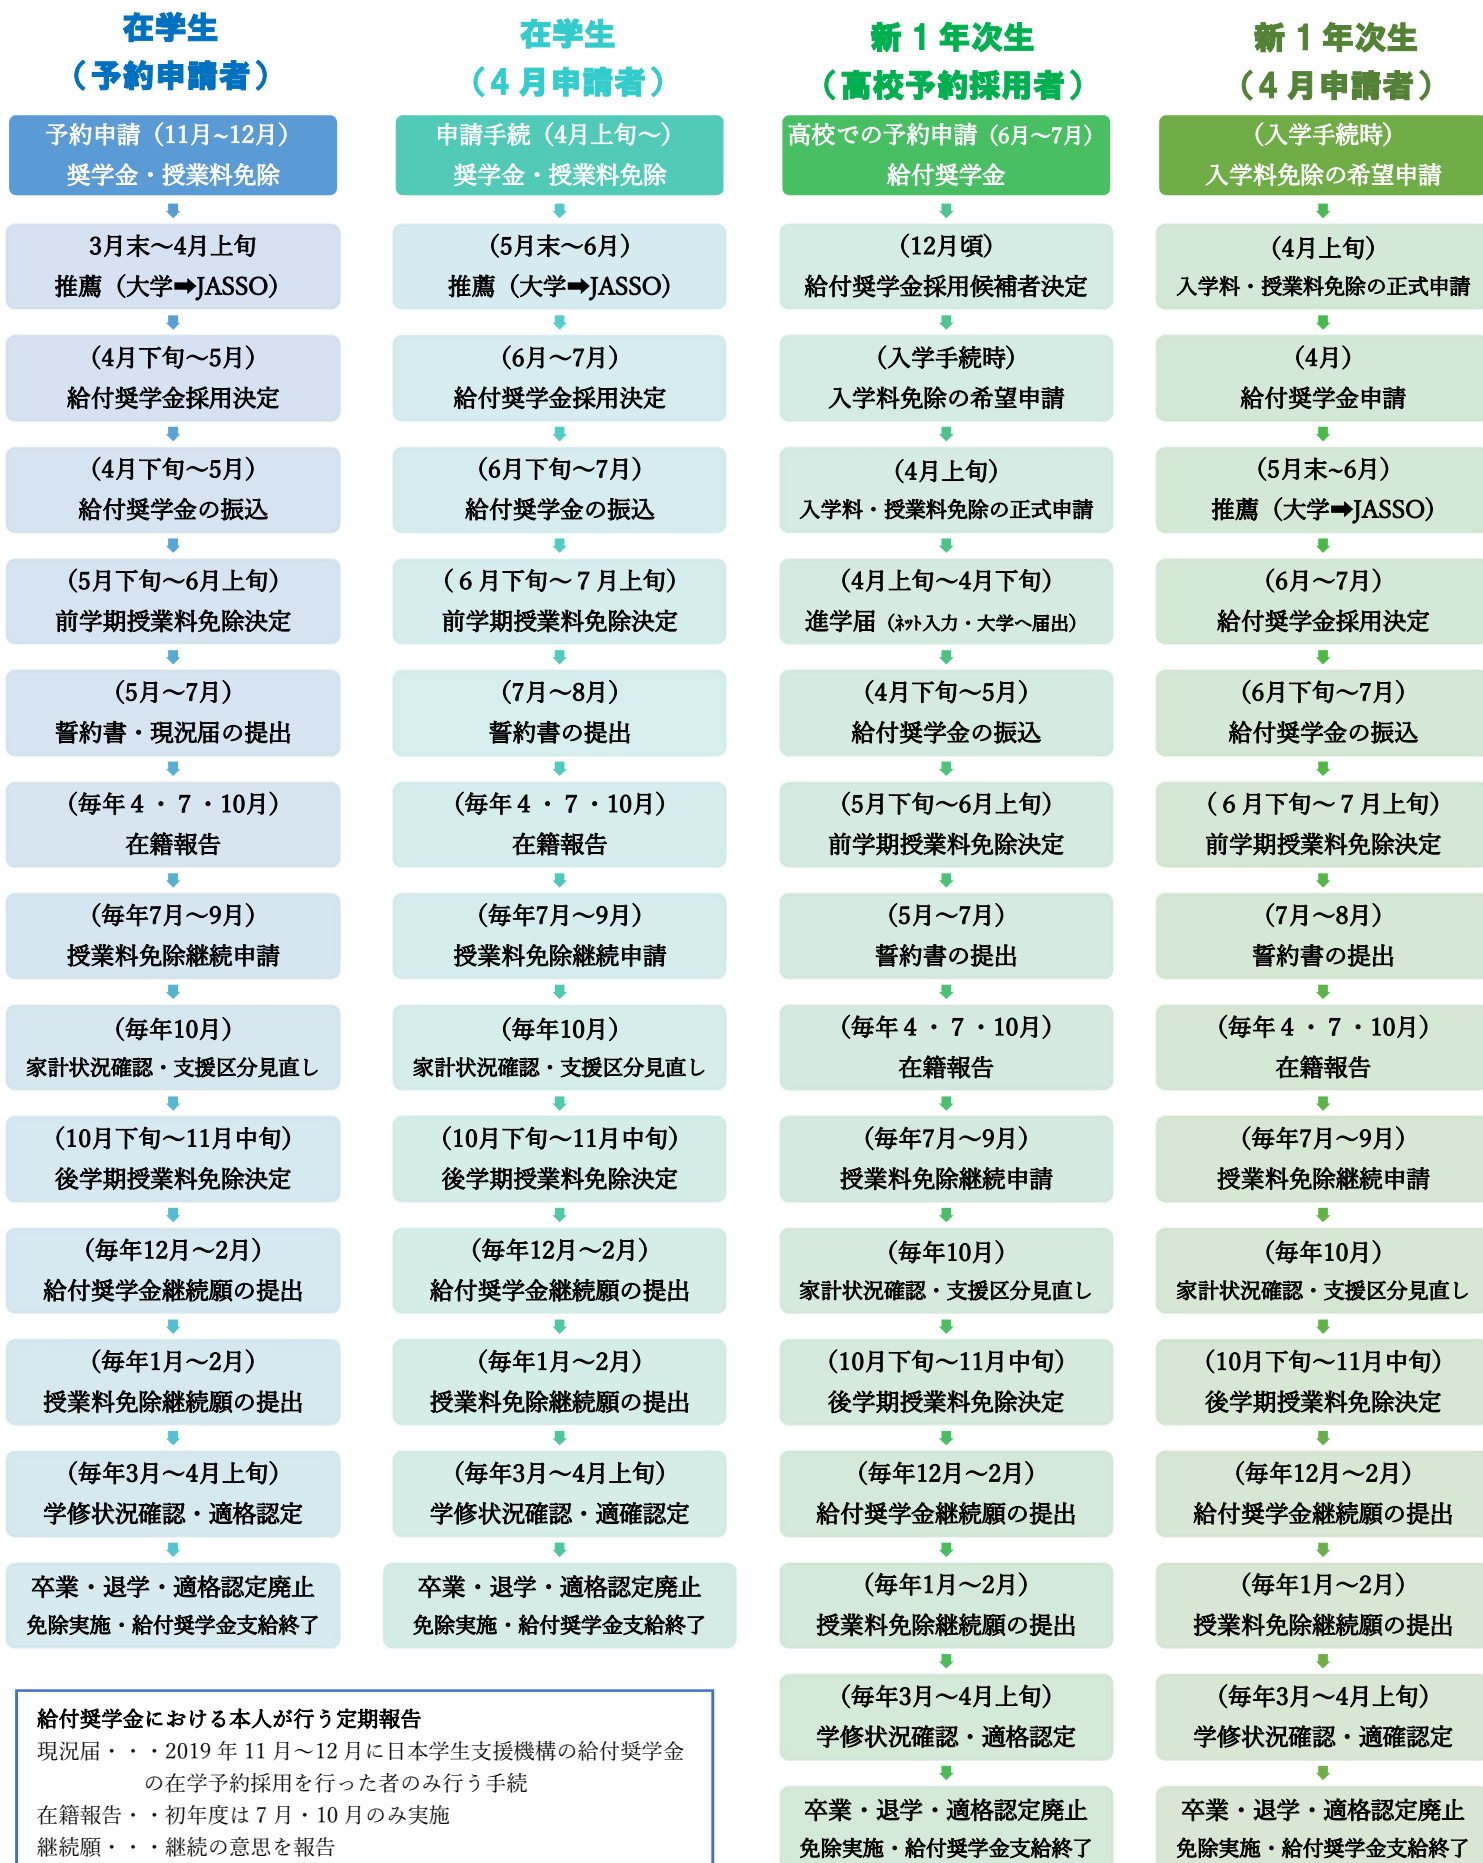 在学生
（予約申請者）
予約申請（11月~12月）
奨学金・授業料免除
3月末～4月上旬
推薦（大学➡JASSO）
（4月下旬～5月）
給付奨学金採用決定
（4月下旬～5月）
給付奨学金の振込
（5月下旬～6月上旬）
前学期授業料免除決定
（5月～7月）
誓約書・現況届の提出
（毎年４・７・10月）
在籍報告
（毎年7月～9月）
授業料免除継続申請
（毎年10月）
家計状況確認・支援区分見直し
（10月下旬～11月中旬）
後学期授業料免除決定
（毎年12月～2月）
給付奨学金継続願の提出
（毎年1月～2月）
授業料免除継続願の提出
（毎年3月～4月上旬）
学修状況確認・適格認定
卒業・退学・適格認定廃止
免除実施・給付奨学金支給終了
在学生
（4 月申請者）
申請手続（4月上旬～）
奨学金・授業料免除
（5月末～6月）
推薦（大学➡JASSO）
（6月～7月）
給付奨学金採用決定
（6月下旬～7月）
給付奨学金の振込
（６月下旬～７月上旬）
前学期授業料免除決定
（7月～8月）
誓約書の提出
（毎年４・７・10月）
在籍報告
（毎年7月～9月）
授業料免除継続申請
（毎年10月）
家計状況確認・支援区分見直し
（10月下旬～11月中旬）
後学期授業料免除決定
（毎年12月～2月）
給付奨学金継続願の提出
（毎年1月～2月）
授業料免除継続願の提出
（毎年3月～4月上旬）
学修状況確認・適確認定
卒業・退学・適格認定廃止
免除実施・給付奨学金支給終了
新 1 年次生
（高校予約採用者）
高校での予約申請（6月～7月）
給付奨学金
（12月頃）
給付奨学金採用候補者決定
（入学手続時）
入学料免除の希望申請
（4月上旬）
入学料・授業料免除の正式申請
（4月上旬～4月下旬）
進学届（ﾈｯﾄ入力・大学へ届出）
（4月下旬～5月）
給付奨学金の振込
（5月下旬～6月上旬）
前学期授業料免除決定
（5月～7月）
誓約書の提出
（毎年４・７・10月）
在籍報告
（毎年7月～9月）
授業料免除継続申請
（毎年10月）
家計状況確認・支援区分見直し
（10月下旬～11月中旬）
後学期授業料免除決定
（毎年12月～2月）
給付奨学金継続願の提出
（毎年1月～2月）
授業料免除継続願の提出
（毎年3月～4月上旬）
学修状況確認・適格認定
卒業・退学・適格認定廃止
免除実施・給付奨学金支給終了
新 1 年次生
（4 月申請者）
（入学手続時）
入学料免除の希望申請
（4月上旬）
入学料・授業料免除の正式申請
（4月）
給付奨学金申請
（5月末~6月）
推薦（大学➡JASSO）
（6月～7月）
給付奨学金採用決定
（6月下旬～7月）
給付奨学金の振込
（６月下旬～７月上旬）
前学期授業料免除決定
（7月～8月）
誓約書の提出
（毎年４・７・10月）
在籍報告
（毎年7月～9月）
授業料免除継続申請
（毎年10月）
家計状況確認・支援区分見直し
（10月下旬～11月中旬）
後学期授業料免除決定
（毎年12月～2月）
給付奨学金継続願の提出
（毎年1月～2月）
授業料免除継続願の提出
（毎年3月～4月上旬）
学修状況確認・適確認定
卒業・退学・適格認定廃止
免除実施・給付奨学金支給終了
給付奨学金における本人が行う定期報告
現況届・・・2019 年 11 月～12 月に日本学生支援機構の給付奨学金
の在学予約採用を行った者のみ行う手続
在籍報告・・初年度は 7 月・10 月のみ実施
継続願・・・継続の意思を報告